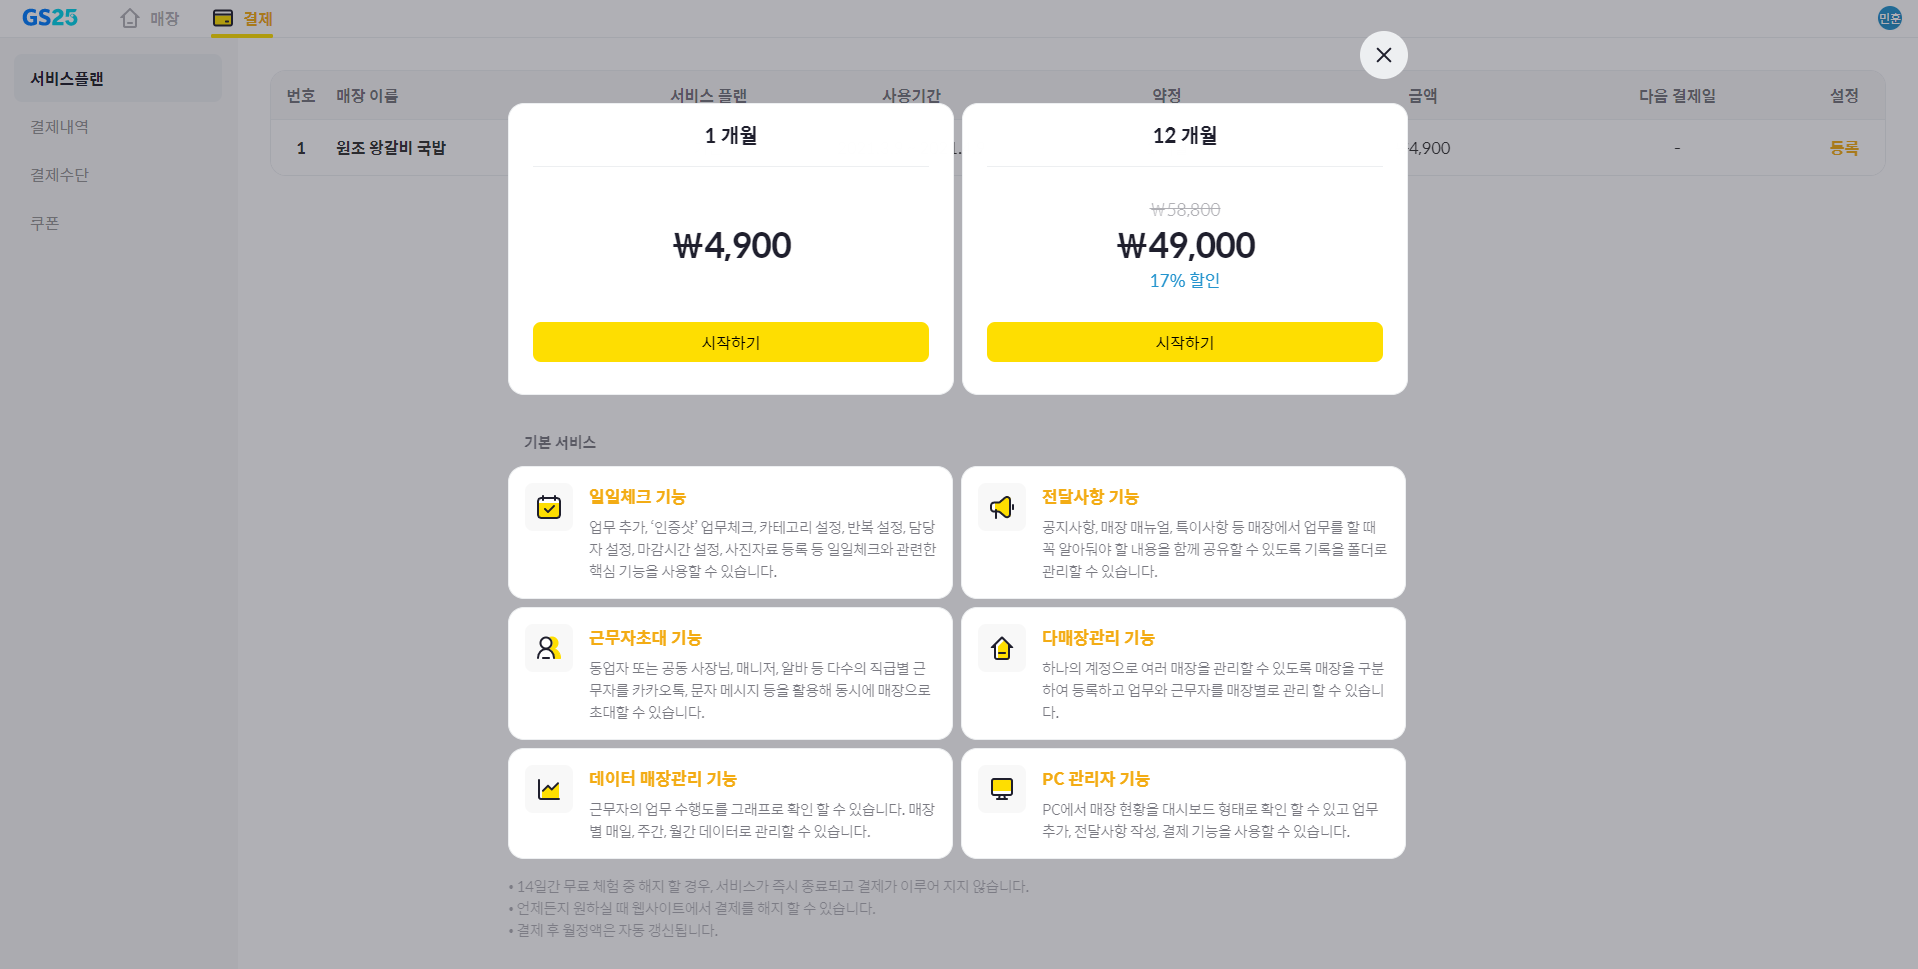 GS25
매장
결제
민훈
서비스플랜
결제내역
결제수단
쿠폰
번호 매장 이름 서비스 플랜 사용기간 약정 금액 다음 결제일 설정
1 원조 왕갈비 국밥 4,900 - 등록
1 개월
₩4,900
시작하기
12 개월
₩58,800
₩49,000
17% 할인
시작하기
기본 서비스
일일체크 기능
업무 추가, ‘인증샷’ 업무체크, 카테고리 설정, 반복 설정, 담당
자 설정, 마감시간 설정, 사진자료 등록 등 일일체크와 관련한
핵심 기능을 사용할 수 있습니다.
전달사항 기능
공지사항, 매장 매뉴얼, 특이사항 등 매장에서 업무를 할 때
꼭 알아둬야 할 내용을 함께 공유할 수 있도록 기록을 폴더로
관리할 수 있습니다.
근무자초대 기능
동업자 또는 공동 사장님, 매니저, 알바 등 다수의 직급별 근
무자를 카카오톡, 문자 메시지 등을 활용해 동시에 매장으로
초대할 수 있습니다.
다매장관리 기능
하나의 계정으로 여러 매장을 관리할 수 있도록 매장을 구분
하여 등록하고 업무와 근무자를 매장별로 관리 할 수 있습니
다.
데이터 매장관리 기능
근무자의 업무 수행도를 그래프로 확인 할 수 있습니다. 매장
별 매일, 주간, 월간 데이터로 관리할 수 있습니다.
PC 관리자 기능
PC에서 매장 현황을 대시보드 형태로 확인 할 수 있고 업무
추가, 전달사항 작성, 결제 기능을 사용할 수 있습니다.
• 14일간 무료 체험 중 해지 할 경우, 서비스가 즉시 종료되고 결제가 이루어 지지 않습니다.
• 언제든지 원하실 때 웹사이트에서 결제를 해지 할 수 있습니다.
• 결제 후 월정액은 자동 갱신됩니다.